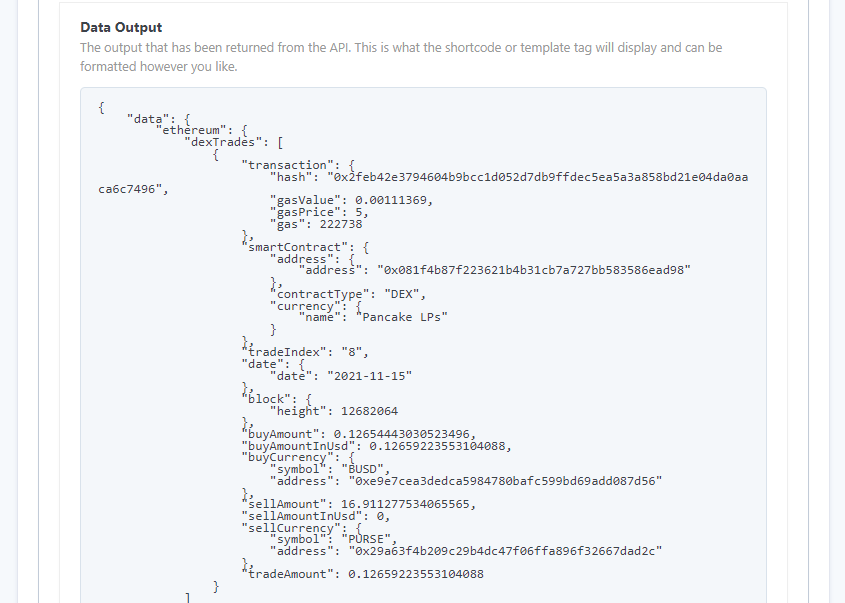 Data Output
The output that has been returned from the API. This is what the shortcode or template tag will display and can be
formatted however you like.
{
"data": {
"ethereum": {
"dexTrades": [
{
"transaction": {
"hash": "0x2feb42e3794604b9bcc1d052d7db9ffdec5ea5a3a858bd21e04da0aa
ca6c7496",
"gasValue": 0.00111369,
"gasPrice": 5,
"gas": 222738
},
"smartContract": {
"address": {
"address": "0x081f4b87f223621b4b31cb7a727bb583586ead98"
},
"contractType": "DEX",
"currency": {
"name": "Pancake LPs"
}
},
"tradeIndex": "8",
"date": {
"date": "2021-11-15"
},
"block": {
"height": 12682064
},
"buyAmount": 0.12654443030523496,
"buyAmountInUsd": 0.12659223553104088,
"buyCurrency": {
"symbol": "BUSD",
"address": "0xe9e7cea3dedca5984780bafc599bd69add087d56"
},
"sellAmount": 16.911277534065565,
"sellAmountInUsd": 0,
"sellCurrency": {
"symbol": "PURSE",
"address": "0x29a63f4b209c29b4dc47f06ffa896f32667dad2c"
},
"tradeAmount": 0.12659223553104088
}
]